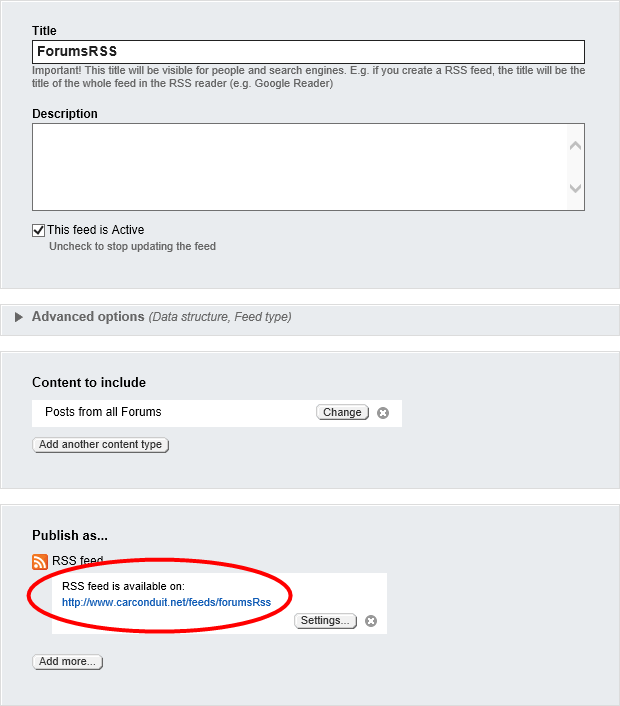 Title
ForumsRSS
Important! This title will be visible for people and search engines. E.g. if you create a RSS feed, the title will be the
title of the whole feed in the RSS reader (e.g. Google Reader)
Description
This feed is Active
Uncheck to stop updating the feed
Advanced options (Data structure, Feed type)
Content to include
Posts from all Forums
Change
Add another content type
Publish as...
RSS feed
RSS feed is available on:
http://www.carconduit.net/feeds/forumsRss
Settings...
Add more...